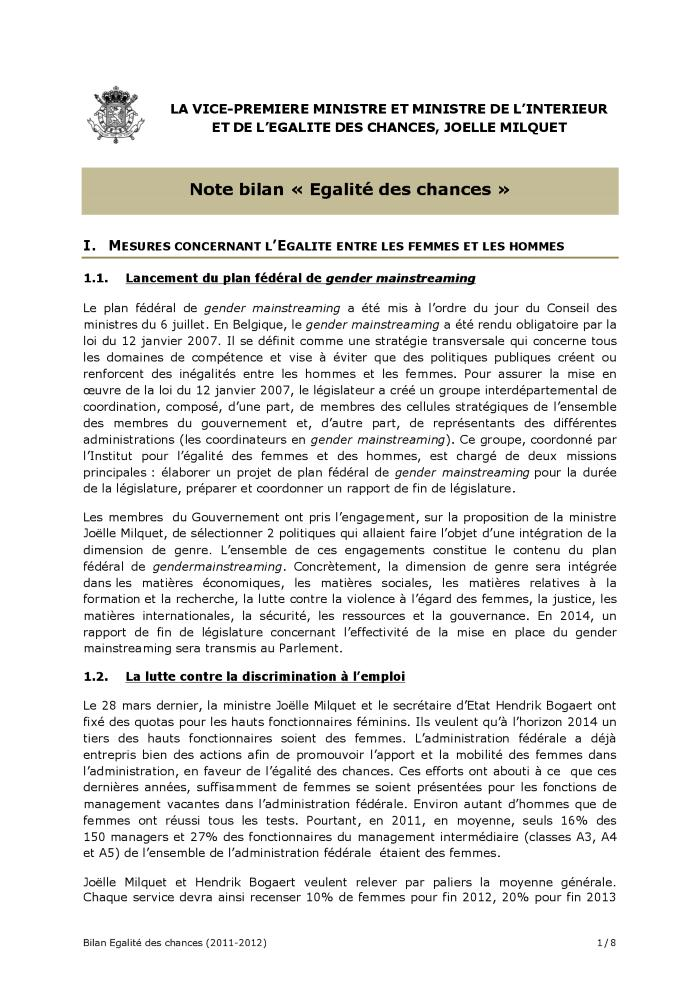 LA VICE-PREMIERE MINISTRE ET MINISTRE DE L’INTERIEUR
ET DE L’EGALITE DES CHANCES, JOELLE MILQUET
Note bilan « Egalité des chances »
I. MESURES CONCERNANT L’EGALITE ENTRE LES FEMMES ET LES HOMMES
1.1. Lancement du plan fédéral de gender mainstreaming
Le plan fédéral de gender mainstreaming a été mis à l’ordre du jour du Conseil des
ministres du 6 juillet. En Belgique, le gender mainstreaming a été rendu obligatoire par la
loi du 12 janvier 2007. Il se définit comme une stratégie transversale qui concerne tous
les domaines de compétence et vise à éviter que des politiques publiques créent ou
renforcent des inégalités entre les hommes et les femmes. Pour assurer la mise en
œuvre de la loi du 12 janvier 2007, le législateur a créé un groupe interdépartemental de
coordination, composé, d’une part, de membres des cellules stratégiques de l’ensemble
des membres du gouvernement et, d’autre part, de représentants des différentes
administrations (les coordinateurs en gender mainstreaming). Ce groupe, coordonné par
l’Institut pour l’égalité des femmes et des hommes, est chargé de deux missions
principales : élaborer un projet de plan fédéral de gender mainstreaming pour la durée
de la législature, préparer et coordonner un rapport de fin de législature.
Les membres du Gouvernement ont pris l’engagement, sur la proposition de la ministre
Joëlle Milquet, de sélectionner 2 politiques qui allaient faire l’objet d’une intégration de la
dimension de genre. L’ensemble de ces engagements constitue le contenu du plan
fédéral de gendermainstreaming. Concrètement, la dimension de genre sera intégrée
dans les matières économiques, les matières sociales, les matières relatives à la
formation et la recherche, la lutte contre la violence à l’égard des femmes, la justice, les
matières internationales, la sécurité, les ressources et la gouvernance. En 2014, un
rapport de fin de législature concernant l’effectivité de la mise en place du gender
mainstreaming sera transmis au Parlement.
1.2. La lutte contre la discrimination à l’emploi
Le 28 mars dernier, la ministre Joëlle Milquet et le secrétaire d’Etat Hendrik Bogaert ont
fixé des quotas pour les hauts fonctionnaires féminins. Ils veulent qu’à l’horizon 2014 un
tiers des hauts fonctionnaires soient des femmes. L’administration fédérale a déjà
entrepris bien des actions afin de promouvoir l’apport et la mobilité des femmes dans
l’administration, en faveur de l’égalité des chances. Ces efforts ont abouti à ce que ces
dernières années, suffisamment de femmes se soient présentées pour les fonctions de
management vacantes dans l’administration fédérale. Environ autant d’hommes que de
femmes ont réussi tous les tests. Pourtant, en 2011, en moyenne, seuls 16% des
150 managers et 27% des fonctionnaires du management intermédiaire (classes A3, A4
et A5) de l’ensemble de l’administration fédérale étaient des femmes.
Joëlle Milquet et Hendrik Bogaert veulent relever par paliers la moyenne générale.
Chaque service devra ainsi recenser 10% de femmes pour fin 2012, 20% pour fin 2013
Bilan Egalité des chances (2011-2012) 1/8